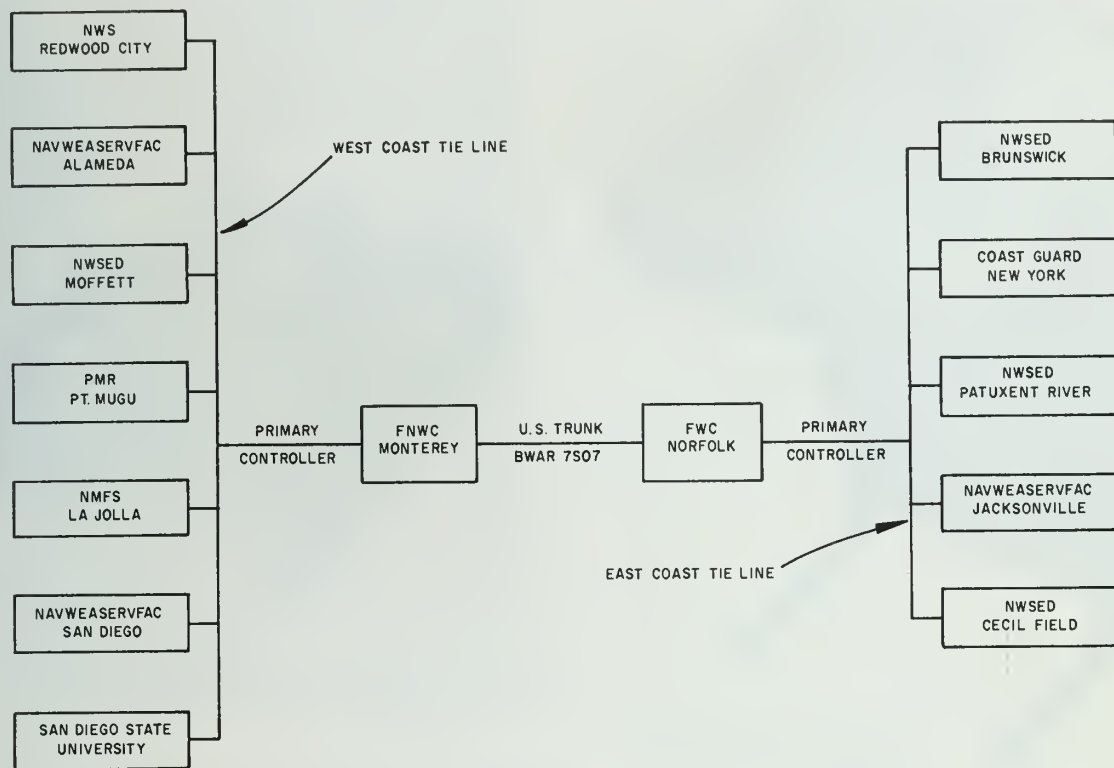 NWS
REDWOOD CITY
NAVWEASERVFAC
ALAMEDA
WEST COAST TIE LINE
NWSED
MOFFETT
PMR
PT. MUGU
PRIMARY
CONTROLLER
FNWC
MONTEREY
U.S. TRUNK
BWAR 7S07
FWC
NORFOLK
PRIMARY
CONTROLLER
NMFS
LA JOLLA
NAVWEASERVFAC
SAN DIEGO
SAN DIEGO STATE
UNIVERSITY
NWSED
BRUNSWICK
COAST GUARD
NEW YORK
NWSED
PATUXENT RIVER
NAVWEASERVFAC
JACKSONVILLE
EAST COAST TIE LINE
NWSED
CECIL FIELD